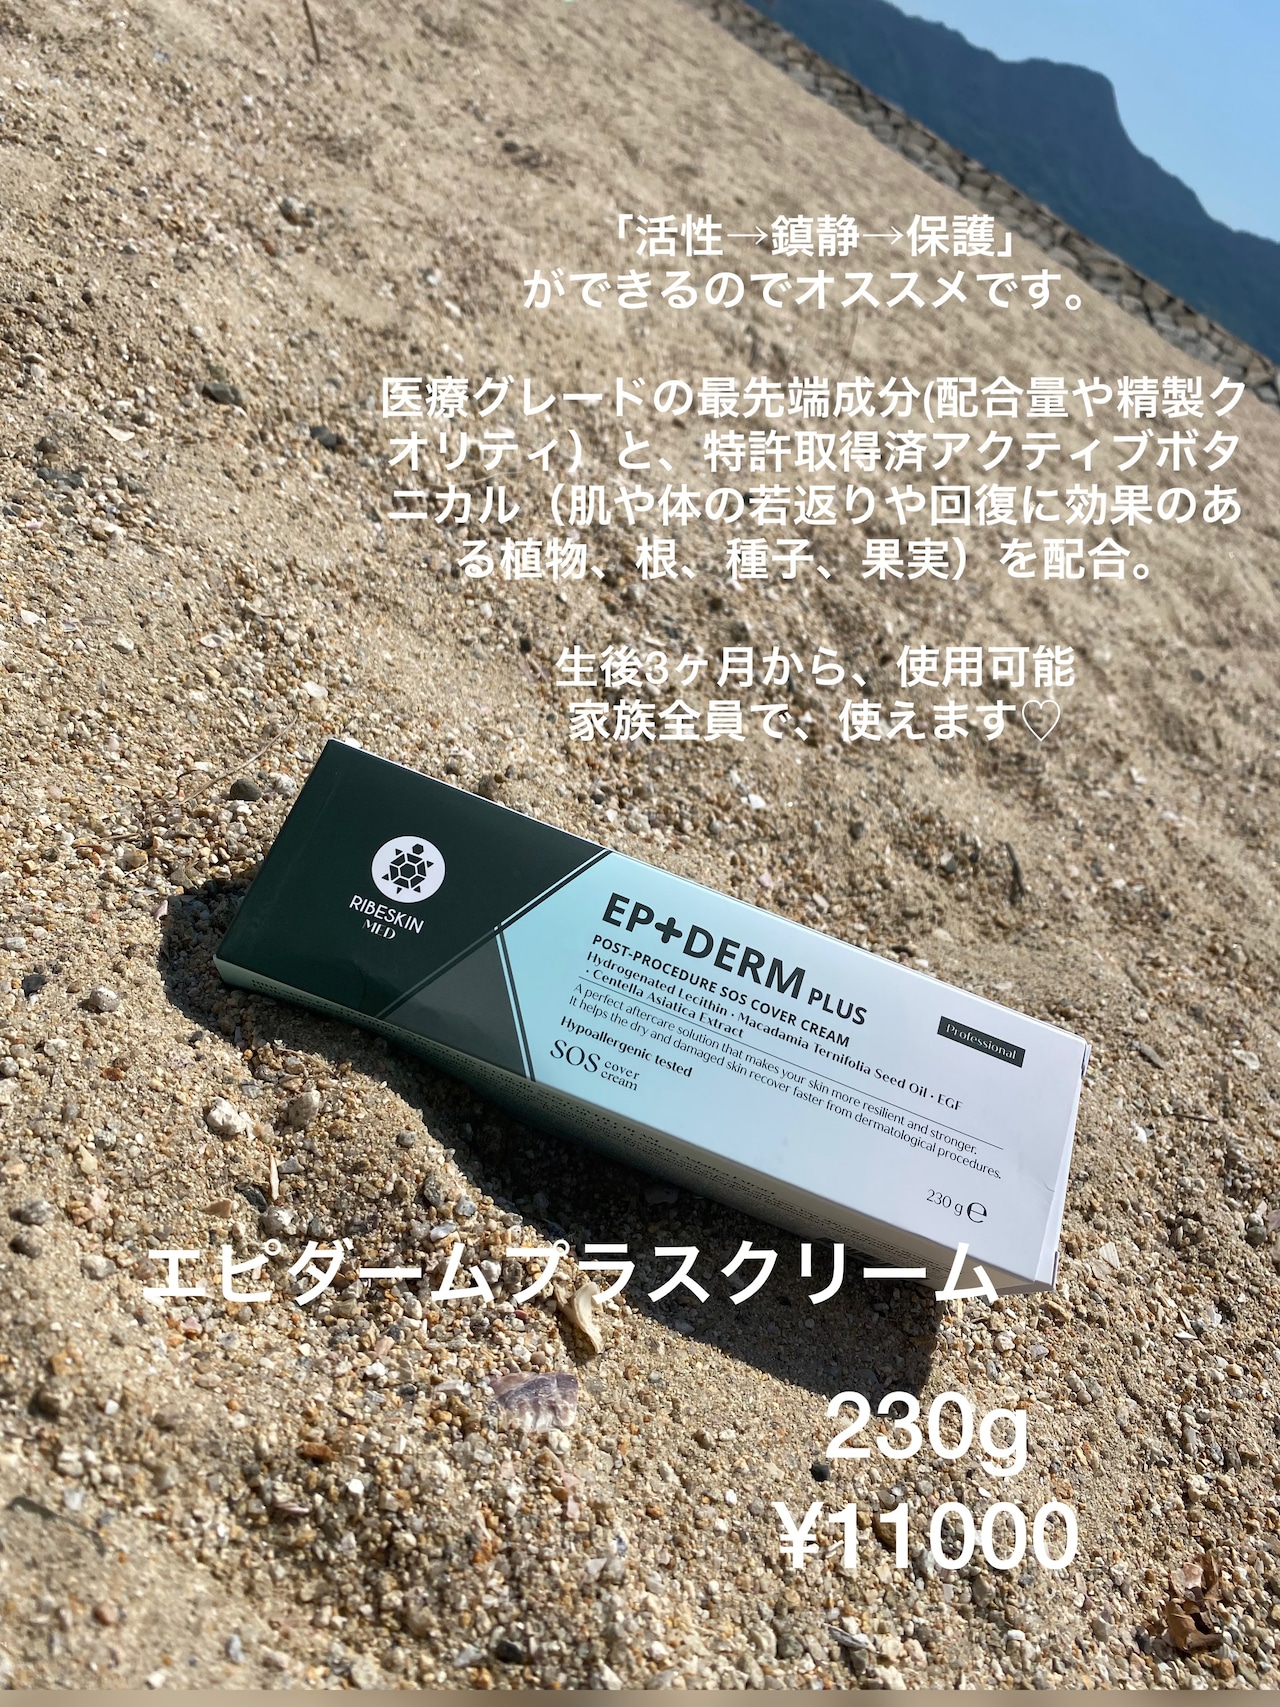 「活性→鎮静→保護」
ができるのでオススメです。
医療グレードの最先端成分(配合量や精製ク
オリティ）と、特許取得済アクティブボタ
ニカル（肌や体の若返りや回復に効果のあ
る植物、根、種子、果実）を配合。
生後3ヶ月から、使用可能
家族全員で、使えます♡
RIBESKIN
MED
EP+DERM PLUS
POST-PROCEDURE SOS COVER CREAM
Hydrogenated Lecithin · Macadamia Ternifolia Seed Oil · EGF
· Centella Asiatica Extract
A perfect aftercare solution that makes your skin more resilient and stronger.
It helps the dry and damaged skin recover faster from dermatological procedures.
Hypoallergenic tested
SOS cover
cream
Professional
230 g ℮
エピダームプラスクリーム
230g
¥11000